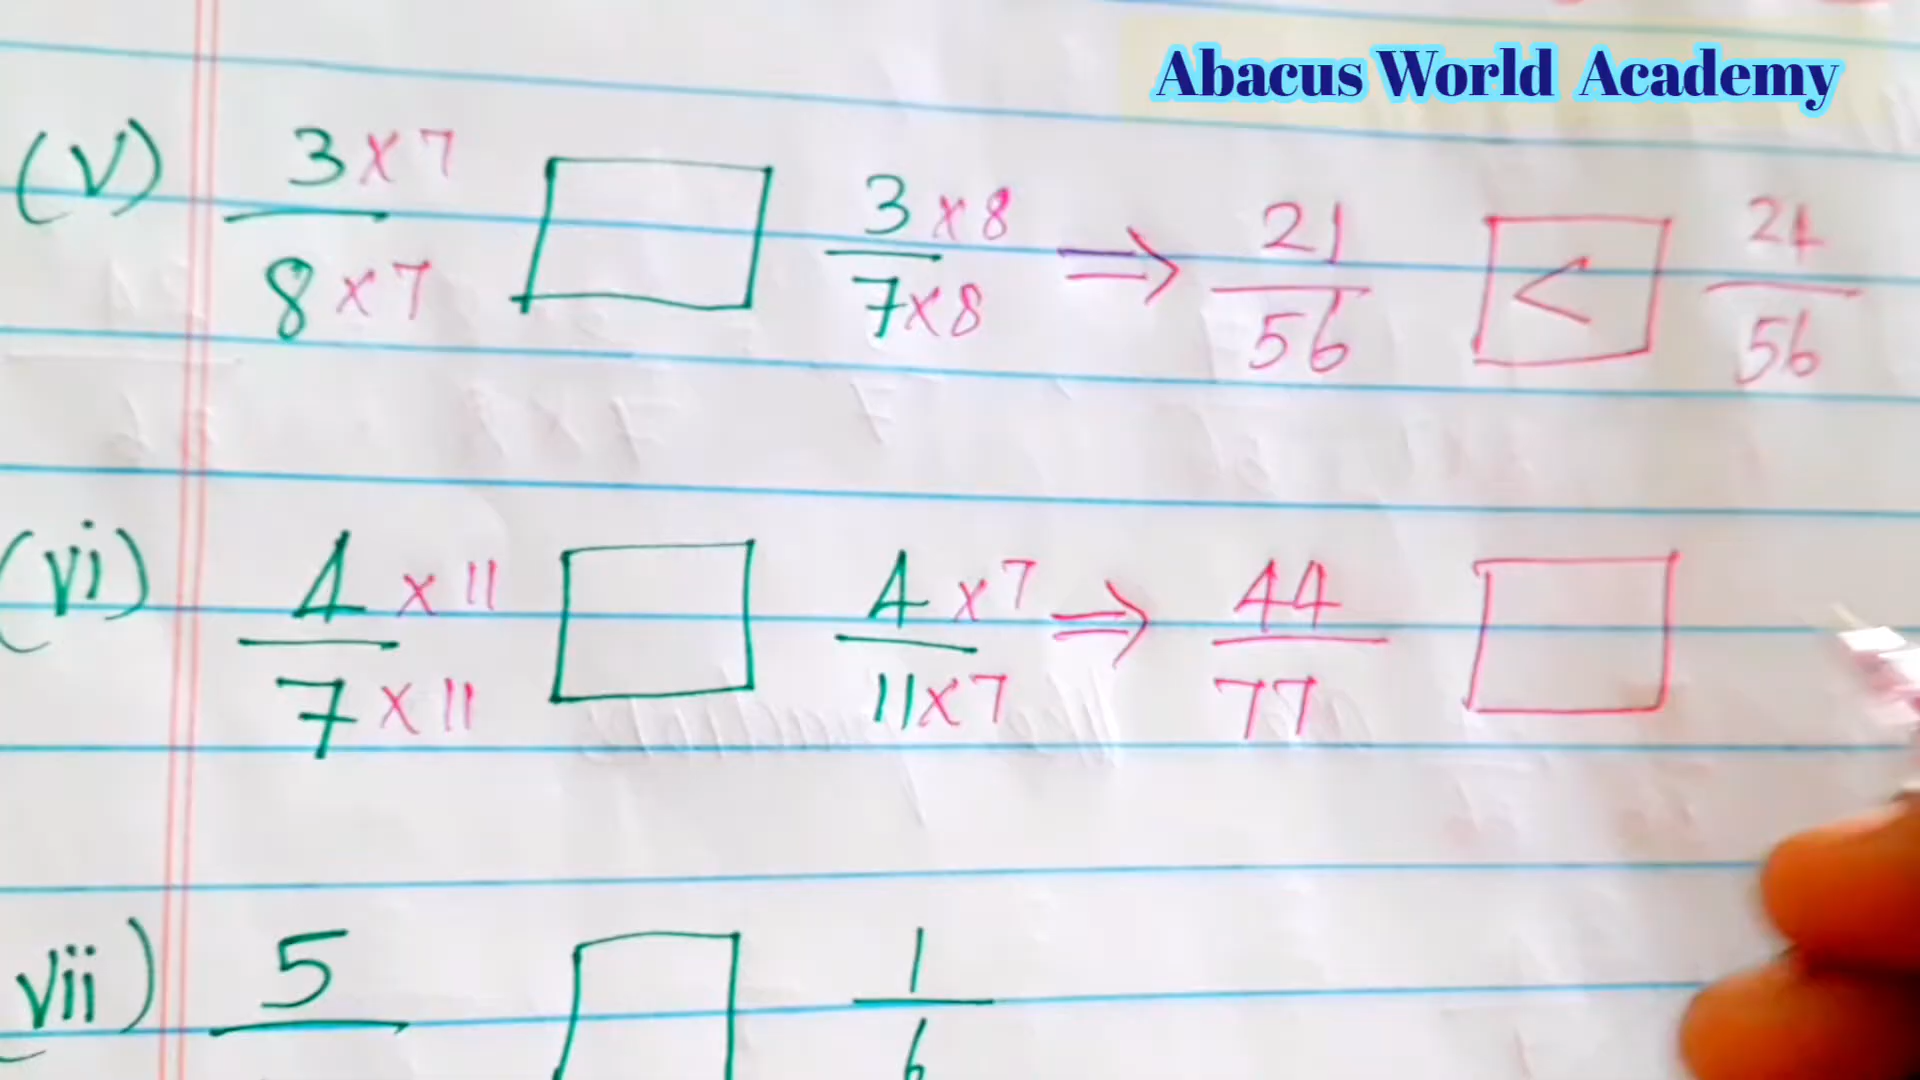 Abacus World Academy
(v) 3 x 7 / 8 x 7 □ 3 x 8 / 7 x 8 ⇒ 21 / 56 < 24 / 56
(vi) 4 x 11 / 7 x 11 □ 4 x 7 / 11 x 7 ⇒ 44 / 77 □
vii) 5 / □ 1 / 6